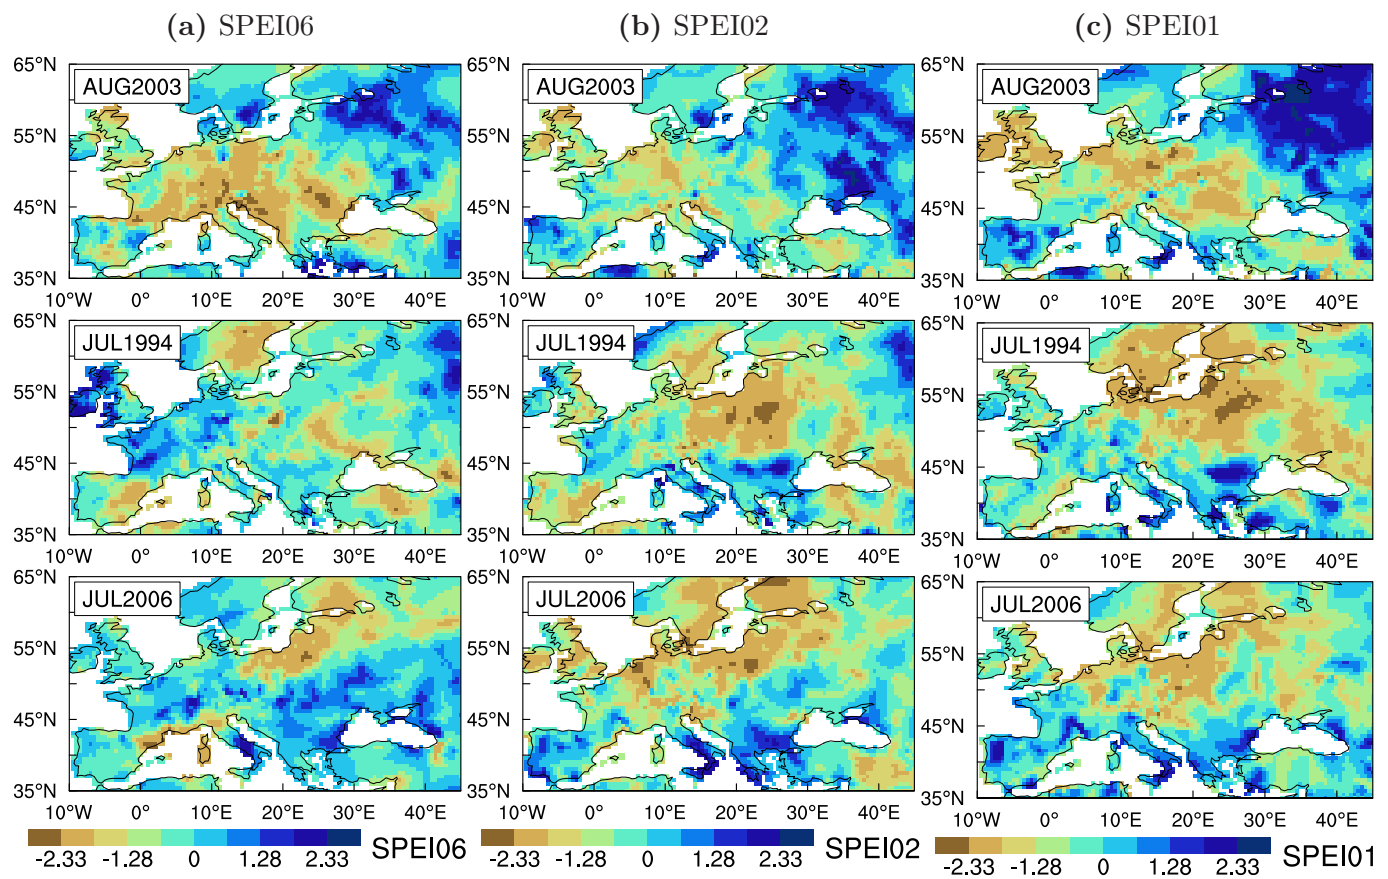 (a) SPEI06 (b) SPEI02 (c) SPEI01
65°N 65°N 65°N
AUG2003 AUG2003 AUG2003
55°N 55°N 55°N
45°N 45°N 45°N
35°N 35°N 35°N
10°W 0° 10°E 20°E 30°E 40°E 10°W 0° 10°E 20°E 30°E 40°E 10°W 0° 10°E 20°E 30°E 40°E
65°N 65°N 65°N
JUL1994 JUL1994 JUL1994
55°N 55°N 55°N
45°N 45°N 45°N
35°N 35°N 35°N
10°W 0° 10°E 20°E 30°E 40°E 10°W 0° 10°E 20°E 30°E 40°E 10°W 0° 10°E 20°E 30°E 40°E
65°N 65°N 65°N
JUL2006 JUL2006 JUL2006
55°N 55°N 55°N
45°N 45°N 45°N
35°N 35°N 35°N
10°W 0° 10°E 20°E 30°E 40°E 10°W 0° 10°E 20°E 30°E 40°E 10°W 0° 10°E 20°E 30°E 40°E
-2.33 -1.28 0 1.28 2.33 SPEI06 -2.33 -1.28 0 1.28 2.33 SPEI02 -2.33 -1.28 0 1.28 2.33 SPEI01